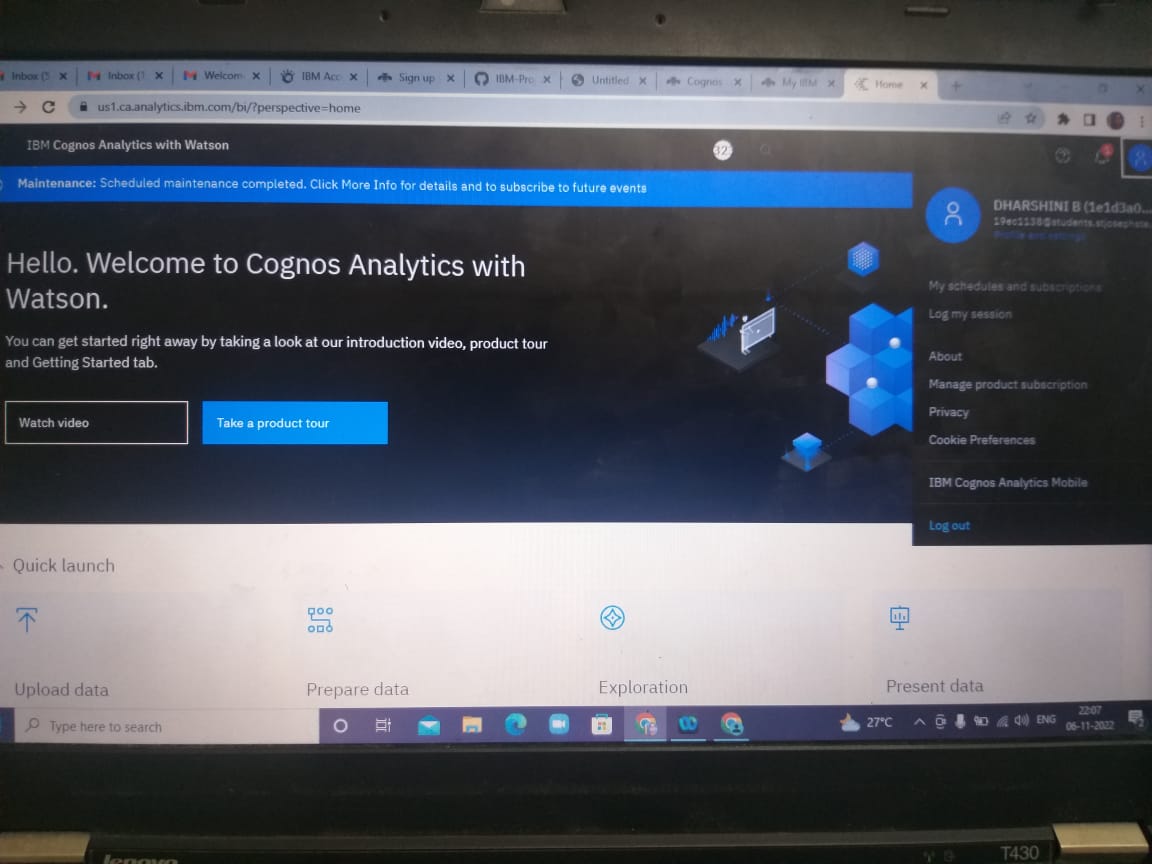 Inbox (5
Inbox (1
Welcom
IBM Acc
Sign up
IBM-Pro
Untitled
Cognos
My IBM
Home
us1.ca.analytics.ibm.com/bi/?perspective=home
IBM Cognos Analytics with Watson
32
Maintenance: Scheduled maintenance completed. Click More Info for details and to subscribe to future events
DHARSHINI B (1e1d3a0...
19ec1138@students.stjosephste
Profile and settings
Hello. Welcome to Cognos Analytics with
Watson.
You can get started right away by taking a look at our introduction video, product tour
and Getting Started tab.
Watch video
Take a product tour
My schedules and subscriptions
Log my session
About
Manage product subscription
Privacy
Cookie Preferences
IBM Cognos Analytics Mobile
Log out
Quick launch
Upload data
Prepare data
Exploration
Present data
Type here to search
27°C
ENG
22:07
06-11-2022
lenovo
T430